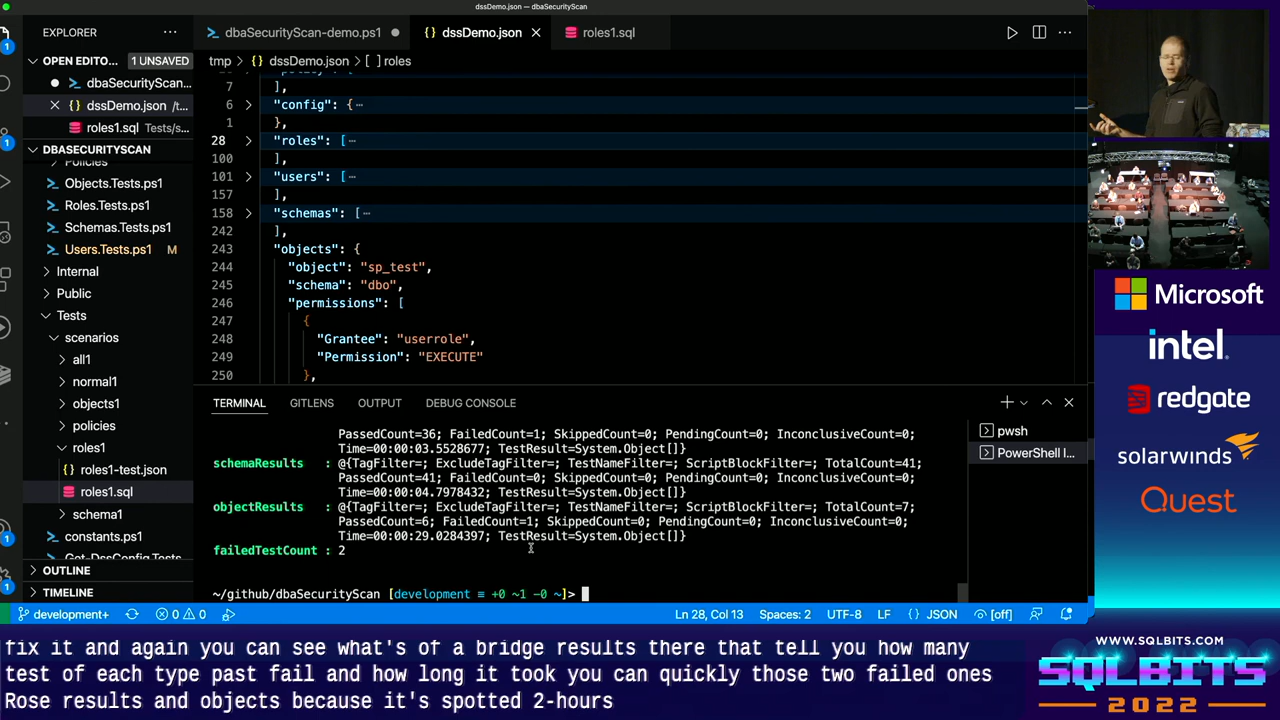 dssDemo.json — dbaSecurityScan
EXPLORER
dbaSecurityScan-demo.ps1
dssDemo.json
roles1.sql
OPEN EDITO...
1 UNSAVED
dbaSecurityScan...
dssDemo.json /t...
roles1.sql Tests/s...
DBASECURITYSCAN
Policies
Objects.Tests.ps1
Roles.Tests.ps1
Schemas.Tests.ps1
Users.Tests.ps1 M
Internal
Public
Tests
scenarios
all1
normal1
objects1
policies
roles1
roles1-test.json
roles1.sql
schema1
constants.ps1
Get-DssConfig.Tests
OUTLINE
TIMELINE
tmp > dssDemo.json > [ ] roles
7 ],
6 "config": {
1 },
28 "roles": [
100 ],
101 "users": [
157 ],
158 "schemas": [
242 ],
243 "objects": {
244 "object": "sp_test",
245 "schema": "dbo",
246 "permissions": [
247 {
248 "Grantee": "userrole",
249 "Permission": "EXECUTE"
250 },
TERMINAL GITLENS OUTPUT DEBUG CONSOLE
PassedCount=36; FailedCount=1; SkippedCount=0; PendingCount=0; InconclusiveCount=0;
Time=00:00:03.5528677; TestResult=System.Object[]}
schemaResults : @{TagFilter=; ExcludeTagFilter=; TestNameFilter=; ScriptBlockFilter=; TotalCount=41;
PassedCount=41; FailedCount=0; SkippedCount=0; PendingCount=0; InconclusiveCount=0;
Time=00:00:04.7978432; TestResult=System.Object[]}
objectResults : @{TagFilter=; ExcludeTagFilter=; TestNameFilter=; ScriptBlockFilter=; TotalCount=7;
PassedCount=6; FailedCount=1; SkippedCount=0; PendingCount=0; InconclusiveCount=0;
Time=00:00:29.0284397; TestResult=System.Object[]}
failedTestCount : 2
~/github/dbaSecurityScan [development ≡ +0 ~1 -0 ~]>
pwsh
PowerShell I...
development+
0 0
Ln 28, Col 13
Spaces: 2
UTF-8
LF
{ } JSON
[off]
Microsoft
intel.
redgate
solarwinds
Quest
WWW.SQLBITS.COM
SQLBITS
2022
fix it and again you can see what's of a bridge results there that tell you how many
test of each type past fail and how long it took you can quickly those two failed ones
Rose results and objects because it's spotted 2-hours